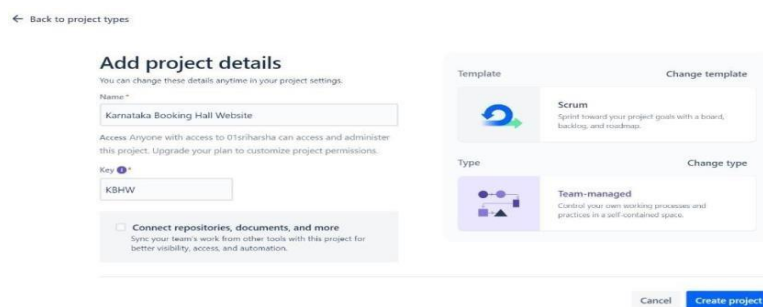 ← Back to project types
Add project details
You can change these details anytime in your project settings.
Name *
Karnataka Booking Hall Website
Access Anyone with access to 01sriharsha can access and administer
this project. Upgrade your plan to customize project permissions.
Key *
KBHW
Connect repositories, documents, and more
Sync your team's work from other tools with this project for
better visibility, access, and automation.
Template Change template
Scrum
Sprint toward your project goals with a board,
backlog, and roadmap.
Type Change type
Team-managed
Control your own working processes and
practices in a self-contained space.
Cancel Create project